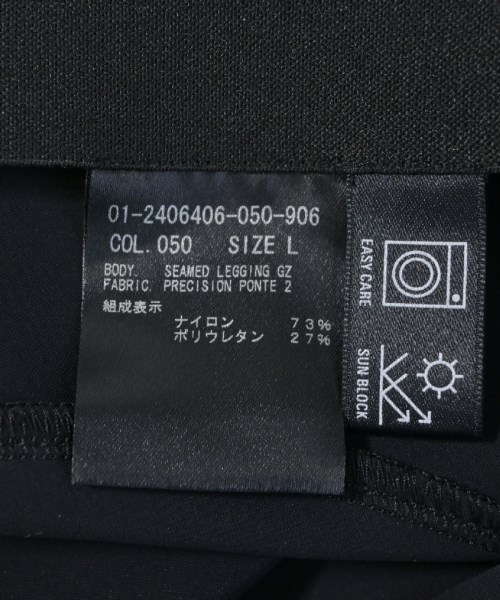 01-2406406-050-906
COL.050 SIZE L
BODY. SEAMED LEGGING GZ
FABRIC. PRECISION PONTE 2
組成表示
ナイロン 73%
ポリウレタン 27%
EASY CARE
SUN BLOCK